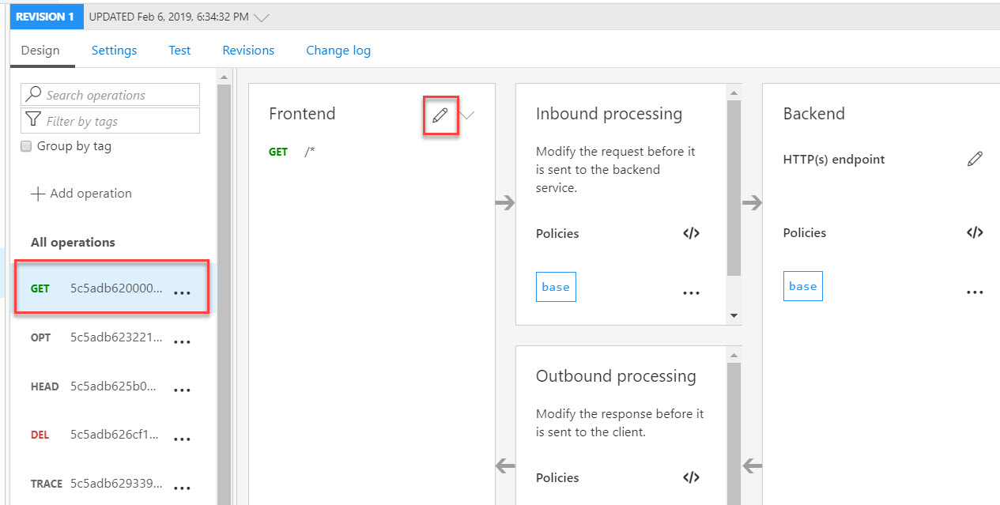 REVISION 1 UPDATED Feb 6, 2019, 6:34:32 PM
Design Settings Test Revisions Change log
Search operations
Filter by tags
Group by tag
Add operation
All operations
GET 5c5adb620000... ...
OPT 5c5adb623221... ...
HEAD 5c5adb625b0... ...
DEL 5c5adb626cf1... ...
TRACE 5c5adb629339... ...
Frontend
GET /*
Inbound processing
Modify the request before it
is sent to the backend
service.
Policies </>
base ...
Outbound processing
Modify the response before it
is sent to the client.
Policies </>
Backend
HTTP(s) endpoint
Policies </>
base ...